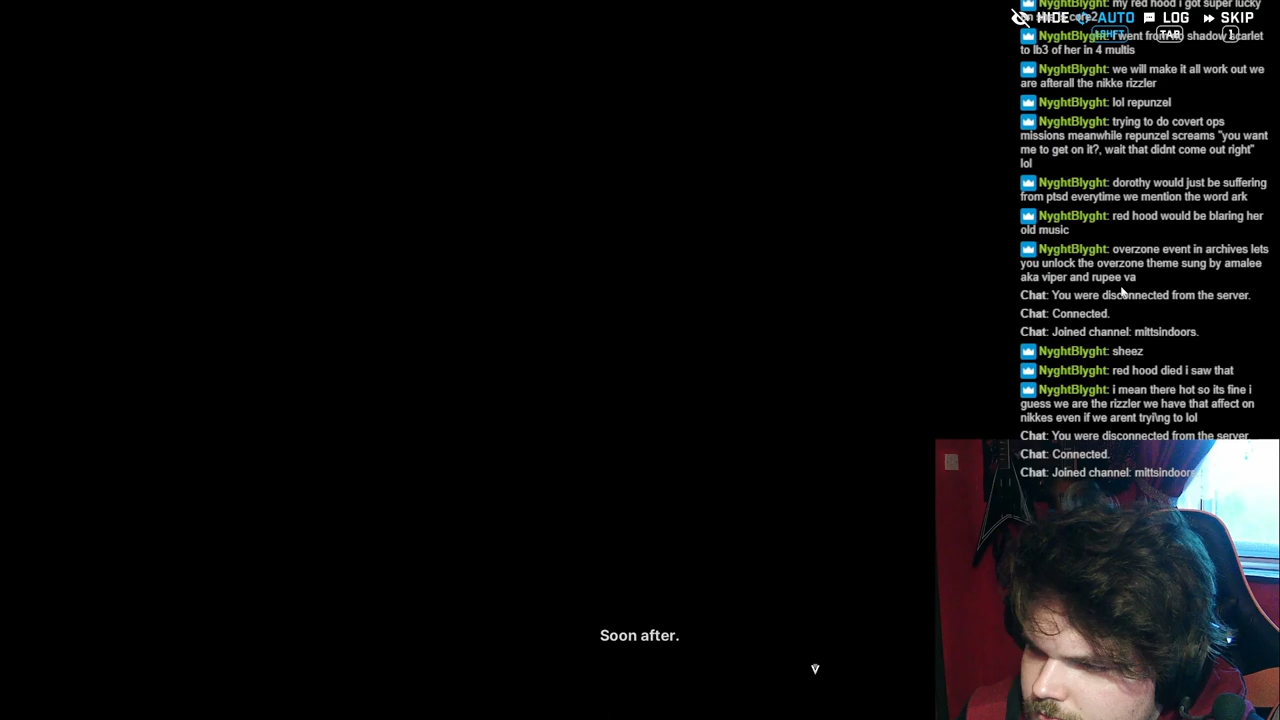 NyghtBlyght: my red hood i got super lucky
core2
HIDE AUTO LOG SKIP
TAB 1
NyghtBlyght: i went from no shadow scarlet
to lb3 of her in 4 multis
NyghtBlyght: we will make it all work out we
are afterall the nikke rizzler
NyghtBlyght: lol repunzel
NyghtBlyght: trying to do covert ops
missions meanwhile repunzel screams "you want
me to get on it?, wait that didnt come out right"
lol
NyghtBlyght: dorothy would just be suffering
from ptsd everytime we mention the word ark
NyghtBlyght: red hood would be blaring her
old music
NyghtBlyght: overzone event in archives lets
you unlock the overzone theme sung by amalee
aka viper and rupee va
Chat: You were disconnected from the server.
Chat: Connected.
Chat: Joined channel: mittsindoors.
NyghtBlyght: sheez
NyghtBlyght: red hood died i saw that
NyghtBlyght: i mean there hot so its fine i
guess we are the rizzler we have that affect on
nikkes even if we arent tryi\ng to lol
Chat: You were disconnected from the server.
Chat: Connected.
Chat: Joined channel: mittsindoors.
Soon after.